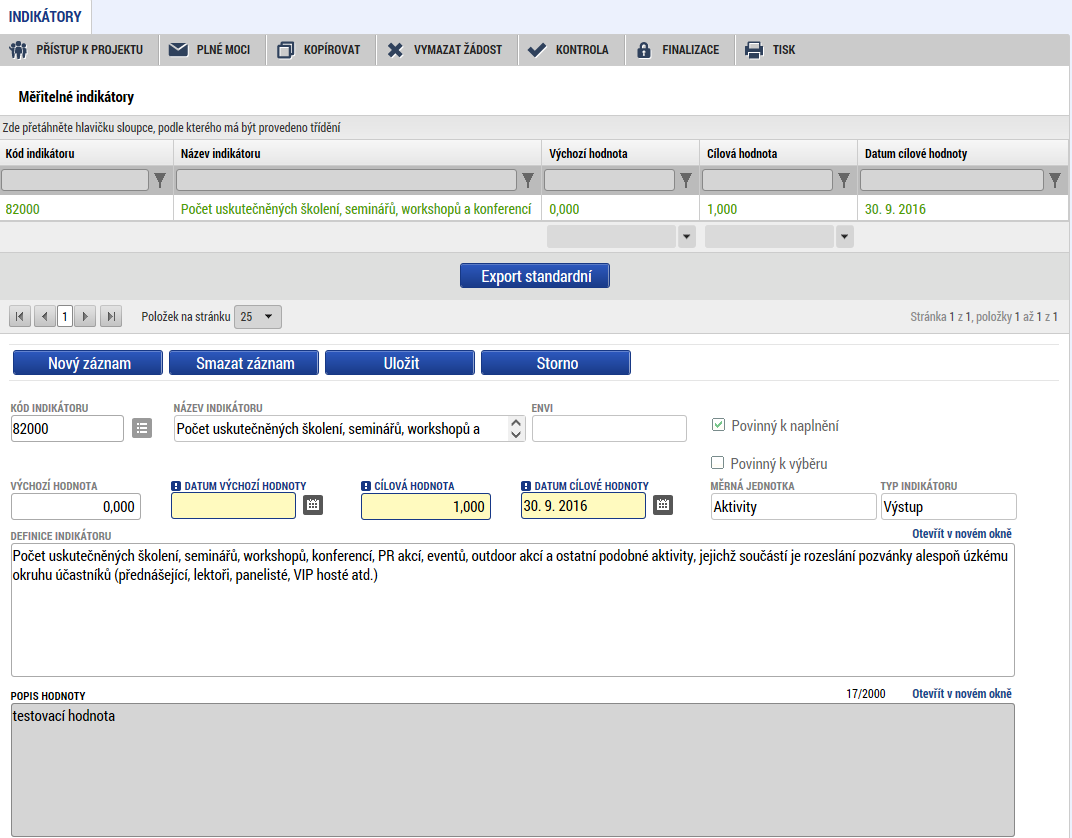 INDIKÁTORY
PŘÍSTUP K PROJEKTU PLNÉ MOCI KOPÍROVAT VYMAZAT ŽÁDOST KONTROLA FINALIZACE TISK
Měřitelné indikátory
Zde přetáhněte hlavičku sloupce, podle kterého má být provedeno třídění
Kód indikátoru Název indikátoru Výchozí hodnota Cílová hodnota Datum cílové hodnoty
82000 Počet uskutečněných školení, seminářů, workshopů a konferencí 0,000 1,000 30. 9. 2016
Export standardní
1 Položek na stránku 25 Stránka 1 z 1, položky 1 až 1 z 1
Nový záznam Smazat záznam Uložit Storno
KÓD INDIKÁTORU NÁZEV INDIKÁTORU ENVI
82000 Počet uskutečněných školení, seminářů, workshopů a Povinný k naplnění
Povinný k výběru
VÝCHOZÍ HODNOTA DATUM VÝCHOZÍ HODNOTY CÍLOVÁ HODNOTA DATUM CÍLOVÉ HODNOTY MĚRNÁ JEDNOTKA TYP INDIKÁTORU
0,000 1,000 30. 9. 2016 Aktivity Výstup
DEFINICE INDIKÁTORU Otevřít v novém okně
Počet uskutečněných školení, seminářů, workshopů, konferencí, PR akcí, eventů, outdoor akcí a ostatní podobné aktivity, jejichž součástí je rozeslání pozvánky alespoň úzkému
okruhu účastníků (přednášející, lektoři, panelisté, VIP hosté atd.)
POPIS HODNOTY 17/2000 Otevřít v novém okně
testovací hodnota